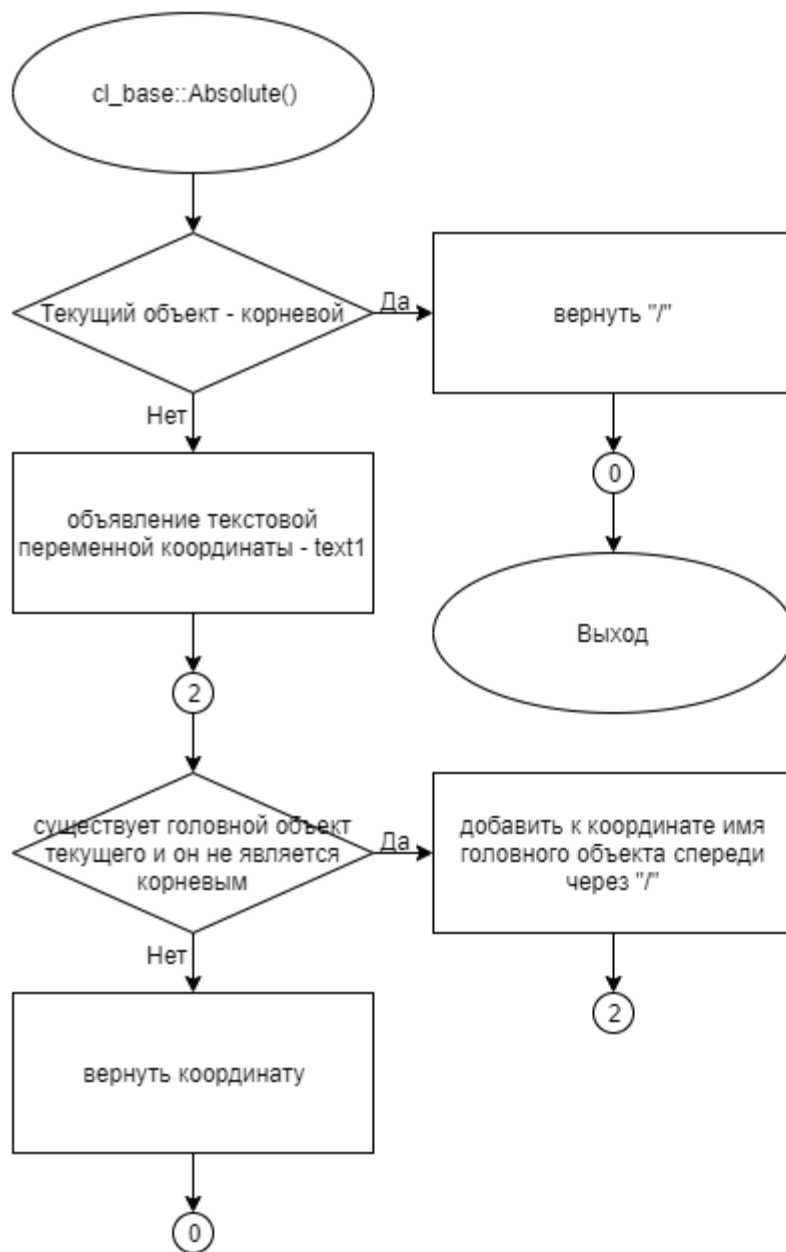 cl_base::Absolute()
Текущий объект - корневой
Да
вернуть "/"
Нет
0
объявление текстовой
переменной координаты - text1
Выход
2
существует головной объект
текущего и он не является
корневым
Да
добавить к координате имя
головного объекта спереди
через "/"
Нет
2
вернуть координату
0